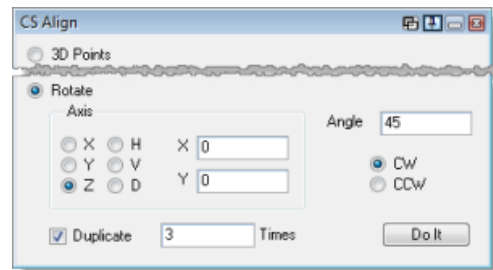 CS Align
3D Points
Rotate
Axis
Angle 45
X H X 0
Y V CW
Z D Y 0 CCW
Duplicate 3 Times Do It